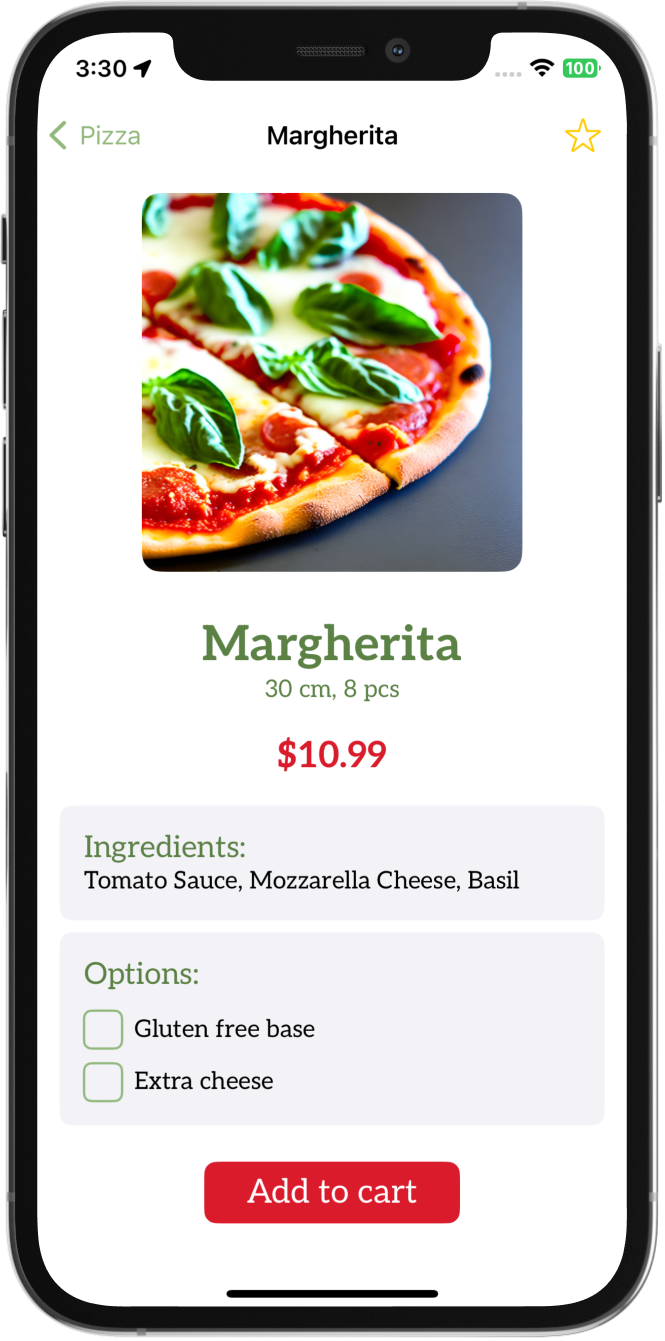 3:30
100
Pizza
Margherita
Margherita
30 cm, 8 pcs
$10.99
Ingredients:
Tomato Sauce, Mozzarella Cheese, Basil
Options:
Gluten free base
Extra cheese
Add to cart